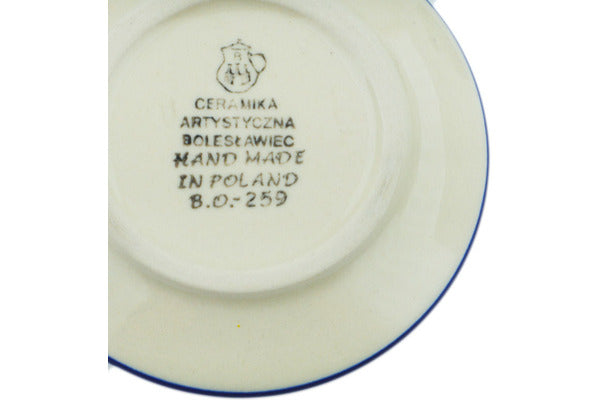 CERAMIKA
ARTYSTYCZNA
BOLESŁAWIEC
HAND MADE
IN POLAND
B.O.-259